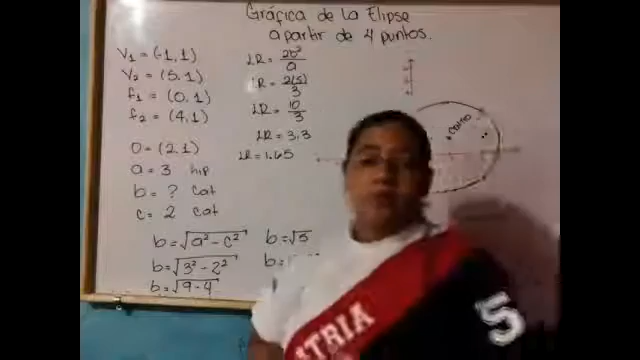 Gráfica de la Elipse
a partir de 4 puntos.
V₁ = (-1, 1)
V₂ = (5, 1)
f₁ = (0, 1)
f₂ = (4, 1)
O = (2, 1)
a = 3 hip
b = ? cat
c = 2 cat
b = √a² - c²
b = √3² - 2²
b = √9 - 4
b = √5
b =
LR = 2b²/a
LR = 2(5)/3
LR = 10/3
LR = 3.3
LR = 1.65
TRIA
5